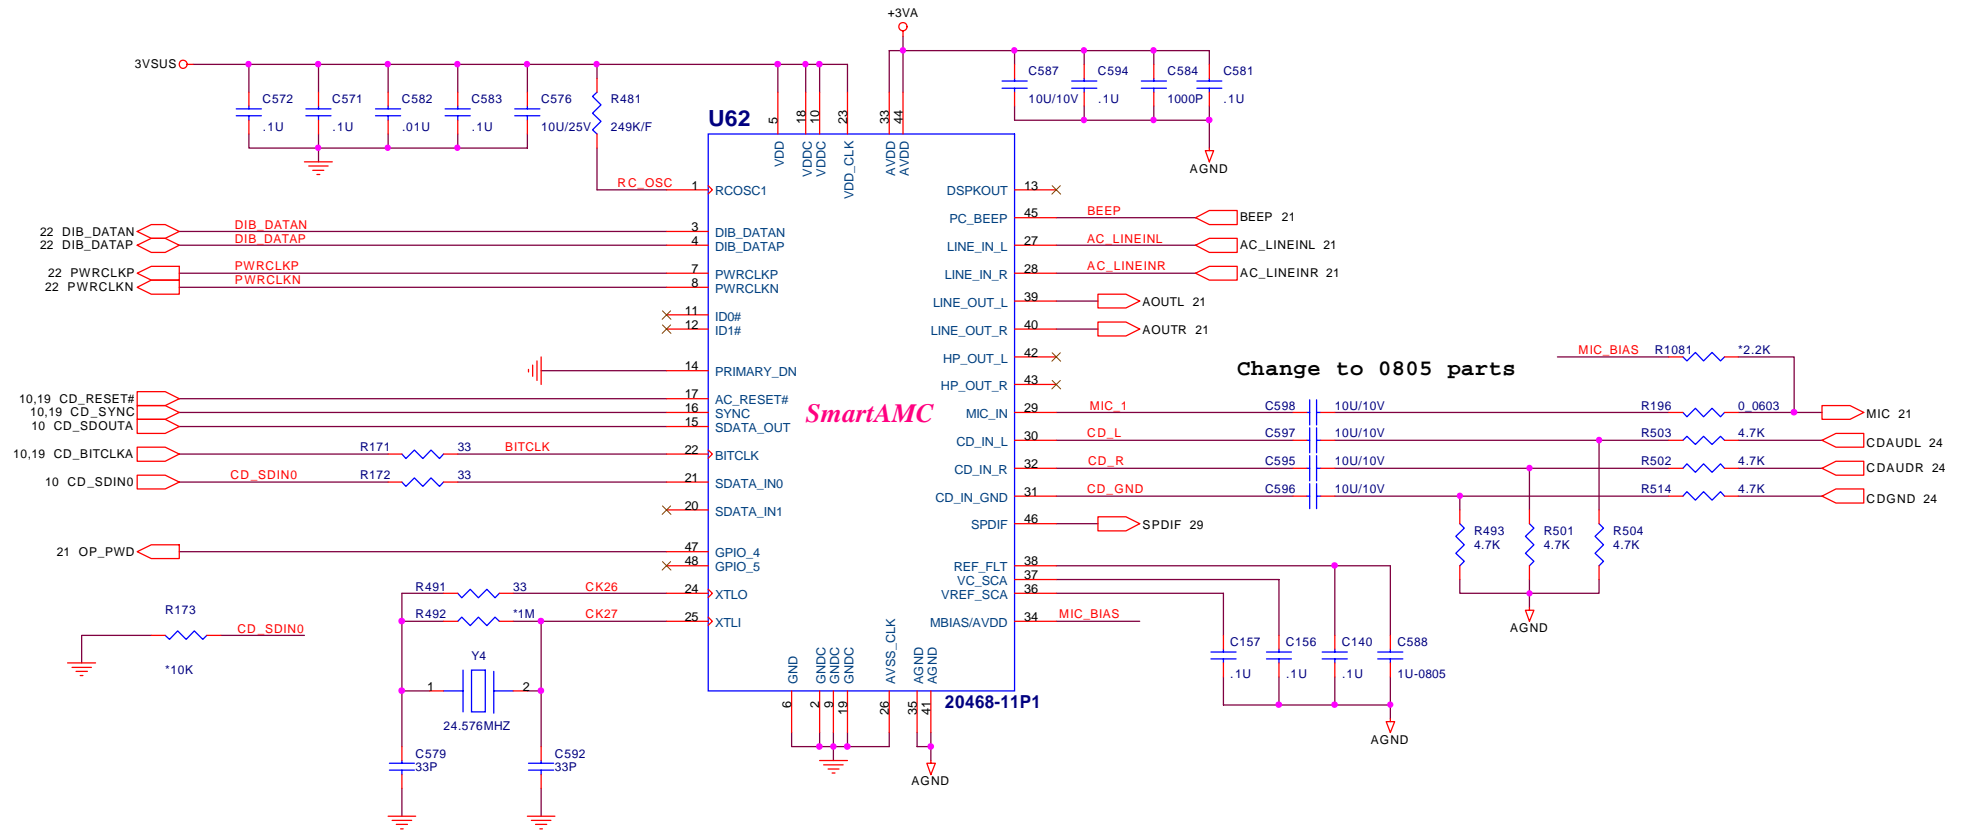 +3VA
3VSUS
C572
.1U
C571
.1U
C582
.01U
C583
.1U
C576
10U/25V
R481
249K/F
C587
10U/10V
C594
.1U
C584
1000P
C581
.1U
AGND
U62
5
18
10
23
33
44
VDD
VDDC
VDDC
VDD_CLK
AVDD
AVDD
RC_OSC
1
RCOSC1
22 DIB_DATAN
DIB_DATAN
3
DIB_DATAN
22 DIB_DATAP
DIB_DATAP
4
DIB_DATAP
22 PWRCLKP
PWRCLKP
7
PWRCLKP
22 PWRCLKN
PWRCLKN
8
PWRCLKN
11
ID0#
12
ID1#
14
PRIMARY_DN
10,19 CD_RESET#
17
AC_RESET#
10,19 CD_SYNC
16
SYNC
10 CD_SDOUTA
15
SDATA_OUT
10,19 CD_BITCLKA
R171
33
BITCLK
22
BITCLK
10 CD_SDIN0
CD_SDIN0
R172
33
21
SDATA_IN0
20
SDATA_IN1
21 OP_PWD
47
GPIO_4
48
GPIO_5
R491
33
CK26
24
XTLO
R492
*1M
CK27
25
XTLI
R173
CD_SDIN0
*10K
Y4
1
2
24.576MHZ
C579
33P
C592
33P
SmartAMC
DSPKOUT
13
PC_BEEP
45
BEEP
BEEP 21
LINE_IN_L
27
AC_LINEINL
AC_LINEINL 21
LINE_IN_R
28
AC_LINEINR
AC_LINEINR 21
LINE_OUT_L
39
AOUTL 21
LINE_OUT_R
40
AOUTR 21
HP_OUT_L
42
HP_OUT_R
43
Change to 0805 parts
MIC_BIAS
R1081
*2.2K
MIC_IN
29
MIC_1
C598
10U/10V
R196
0_0603
MIC 21
CD_IN_L
30
CD_L
C597
10U/10V
R503
4.7K
CDAUDL 24
CD_IN_R
32
CD_R
C595
10U/10V
R502
4.7K
CDAUDR 24
CD_IN_GND
31
CD_GND
C596
10U/10V
R514
4.7K
CDGND 24
SPDIF
46
SPDIF 29
R493
4.7K
R501
4.7K
R504
4.7K
AGND
REF_FLT
38
VC_SCA
37
VREF_SCA
36
MBIAS/AVDD
34
MIC_BIAS
C157
.1U
C156
.1U
C140
.1U
C588
1U-0805
AGND
GND
GNDC
GNDC
GNDC
AVSS_CLK
AGND
AGND
6
2
9
19
26
35
41
20468-11P1
AGND